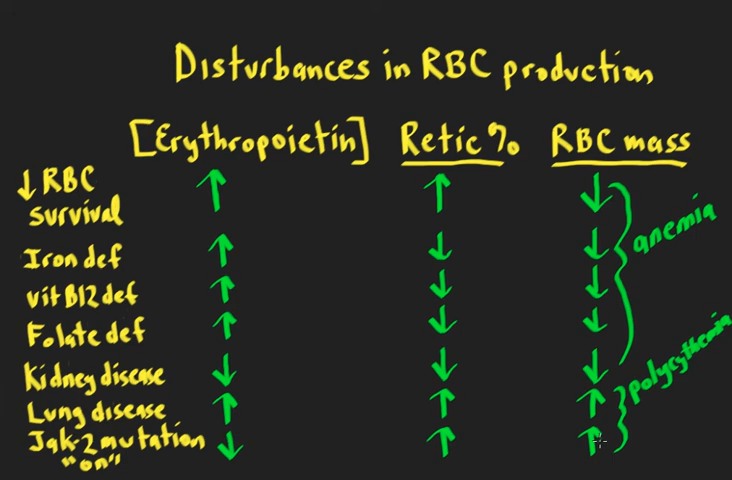 Disturbances in RBC production
[Erythropoietin] Retic % RBC mass
↓ RBC survival ↑ ↑ ↓
Iron def ↑ ↓ ↓
vit B12 def ↑ ↓ ↓
Folate def ↑ ↓ ↓
Kidney disease ↓ ↓ ↓
anemia
Lung disease ↑ ↑ ↑
Jak-2 mutation "on" ↓ ↑ ↑
polycythemia